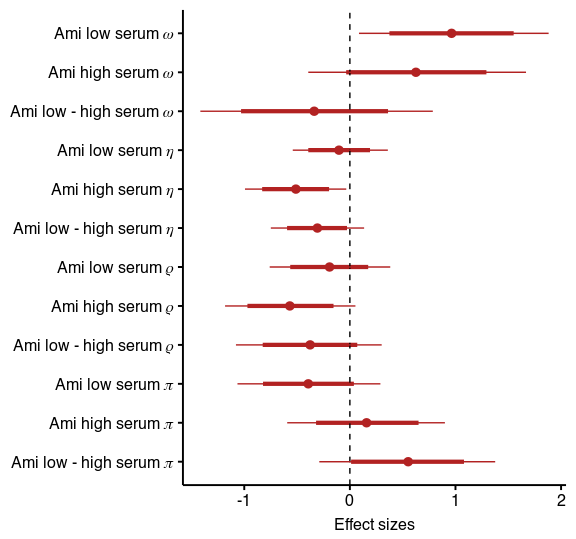 Ami low serum ω
Ami high serum ω
Ami low - high serum ω
Ami low serum η
Ami high serum η
Ami low - high serum η
Ami low serum ϱ
Ami high serum ϱ
Ami low - high serum ϱ
Ami low serum π
Ami high serum π
Ami low - high serum π
-1 0 1 2
Effect sizes